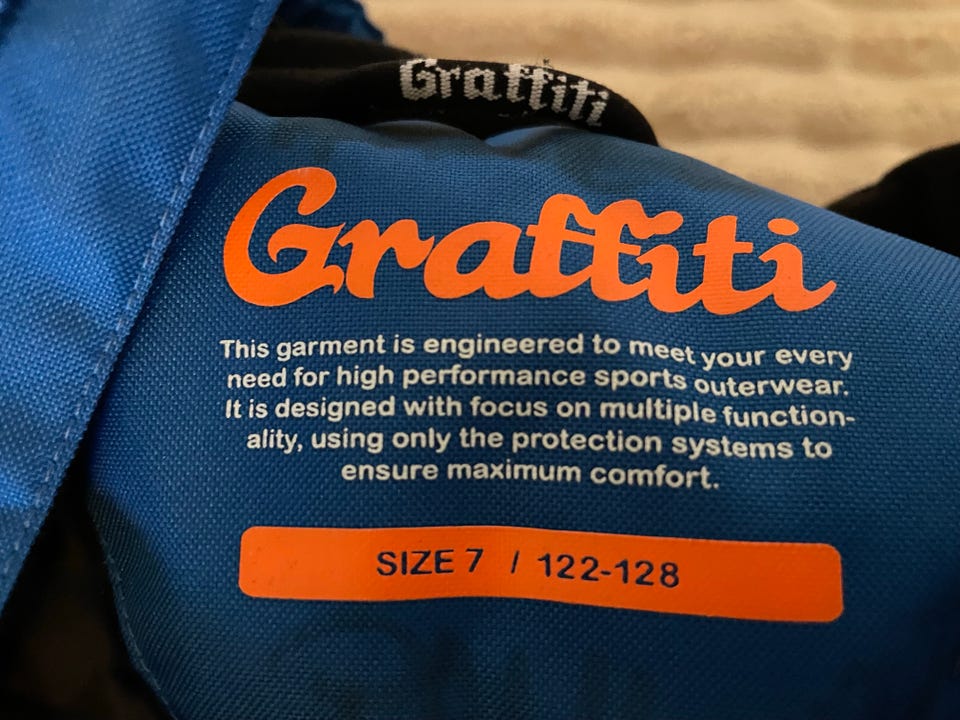 Graffiti
Graffiti
This garment is engineered to meet your every
need for high performance sports outerwear.
It is designed with focus on multiple function-
ality, using only the protection systems to
ensure maximum comfort.
SIZE 7 / 122-128